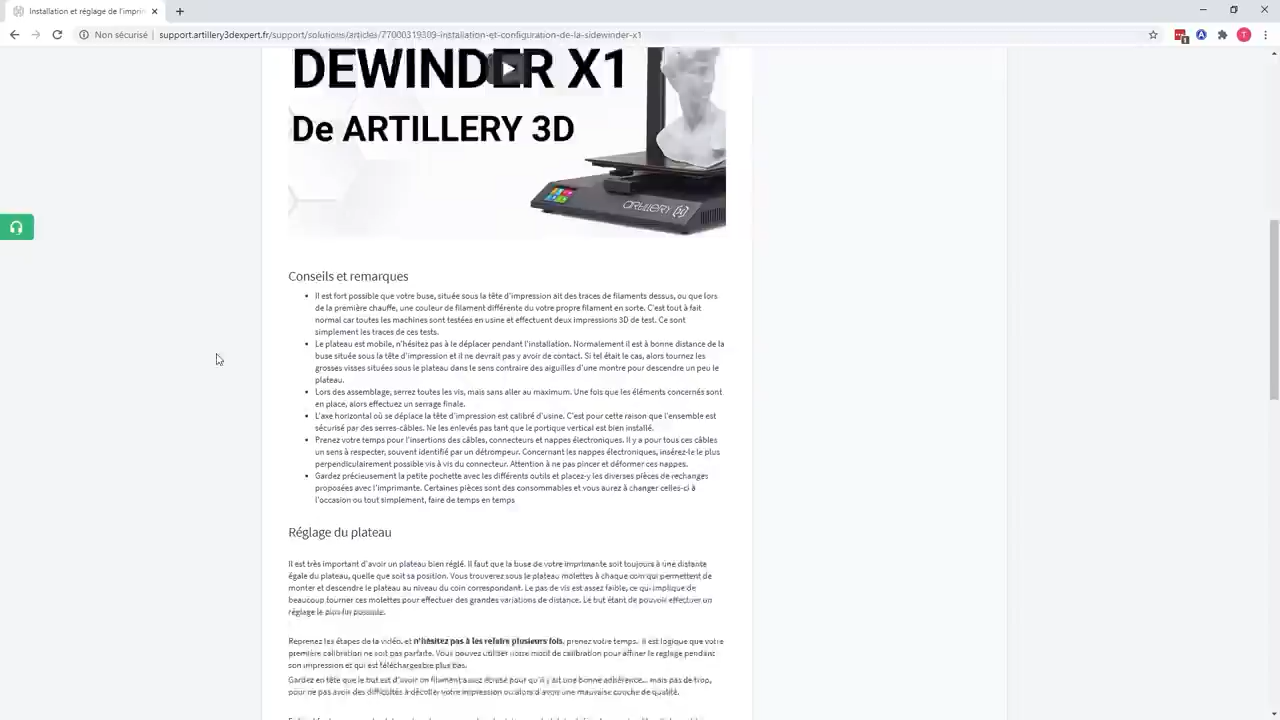 Installation et réglage de l'imprin
Non sécurisé
support.artillery3dexpert.fr/support/solutions/articles/77000319309-installation-et-configuration-de-la-sidewinder-x1
T
DEWINDER X1
De ARTILLERY 3D
ARTILLERY
Conseils et remarques
• Il est fort possible que votre buse, située sous la tête d'impression ait des traces de filaments dessus, ou que lors
de la première chauffe, une couleur de filament différente du votre propre filament en sorte. C'est tout à fait
normal car toutes les machines sont testées en usine et effectuent deux impressions 3D de test. Ce sont
simplement les traces de ces tests.
• Le plateau est mobile, n'hésitez pas à le déplacer pendant l'installation. Normalement il est à bonne distance de la
buse située sous la tête d'impression et il ne devrait pas y avoir de contact. Si tel était le cas, alors tournez les
grosses visses situées sous le plateau dans le sens contraire des aiguilles d'une montre pour descendre un peu le
plateau.
• Lors des assemblage, serrez toutes les vis, mais sans aller au maximum. Une fois que les éléments concernés sont
en place, alors effectuez un serrage finale.
• L'axe horizontal où se déplace la tête d'impression est calibré d'usine. C'est pour cette raison que l'ensemble est
sécurisé par des serres-câbles. Ne les enlevés pas tant que le portique vertical est bien installé.
• Prenez votre temps pour l'insertions des câbles, connecteurs et nappes électroniques. Il y a pour tous ces câbles
un sens à respecter, souvent identifié par un détrompeur. Concernant les nappes électroniques, insérez-le le plus
perpendiculairement possible vis à vis du connecteur. Attention à ne pas pincer et déformer ces nappes.
• Gardez précieusement la petite pochette avec les différents outils et placez-y les diverses pièces de rechanges
proposées avec l'imprimante. Certaines pièces sont des consommables et vous aurez à changer celles-ci à
l'occasion ou tout simplement, faire de temps en temps
Réglage du plateau
Il est très important d'avoir un plateau bien réglé. Il faut que la buse de votre imprimante soit toujours à une distante
égale du plateau, quelle que soit sa position. Vous trouverez sous le plateau molettes à chaque coin qui permettent de
monter et descendre le plateau au niveau du coin correspondant. Le pas de vis est assez faible, ce qui implique de
beaucoup tourner ces molettes pour effectuer des grandes variations de distance. Le but étant de pouvoir effectuer un
réglage le plus fin possible.
Reprenez les étapes de la vidéo, et n'hésitez pas à les refaire plusieurs fois, prenez votre temps. Il est logique que votre
première calibration ne soit pas parfaite. Vous pouvez utiliser notre motif de calibration pour affiner le réglage pendant
son impression et qui est téléchargeable plus bas.
Gardez en tête que le but est d'avoir un filament assez écrasé pour qu'il y ait une bonne adhérence... mais pas de trop,
pour ne pas avoir des difficultés à décoller votre impression ou alors d'avoir une mauvaise couche de qualité.